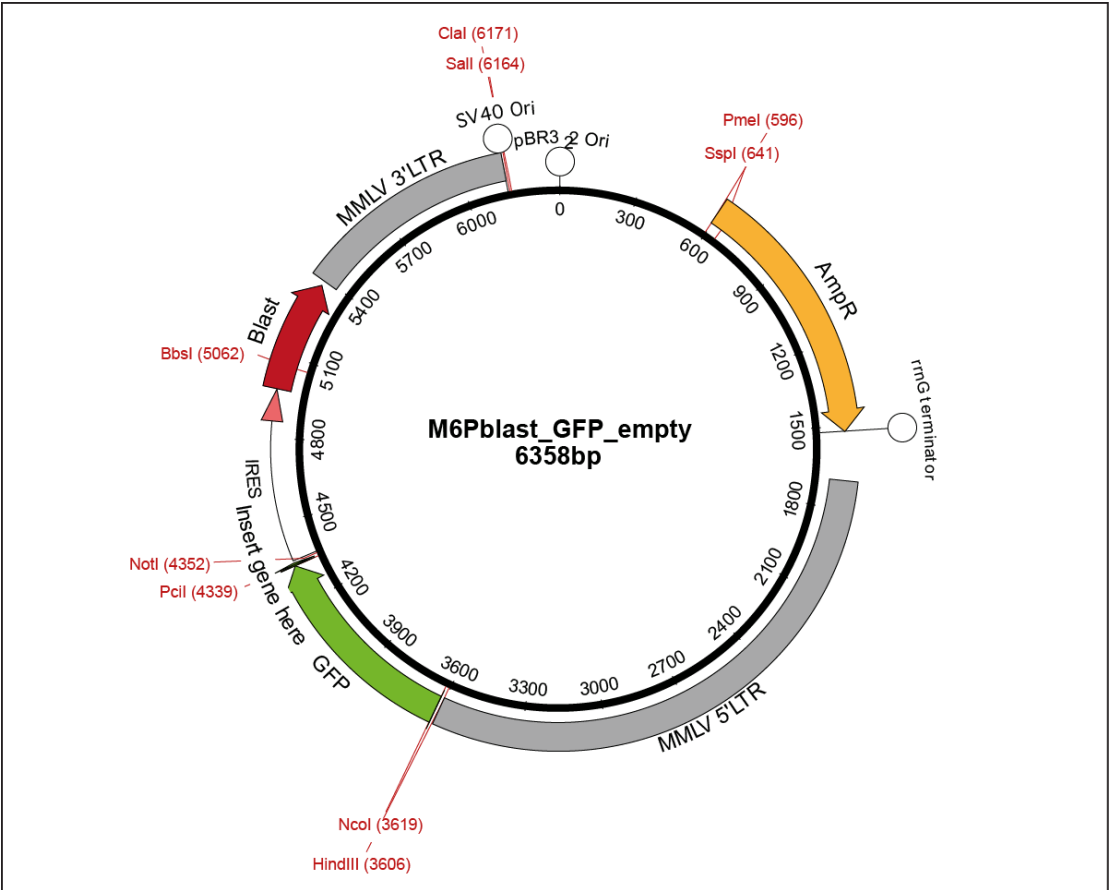 ClaI (6171)
SalI (6164)
SV40 Ori
pBR322 Ori
PmeI (596)
SspI (641)
MMLV 3'LTR
AmpR
rrnG terminator
Blast
BbsI (5062)
IRES
Insert gene here
NotI (4352)
PciI (4339)
GFP
MMLV 5'LTR
NcoI (3619)
HindIII (3606)
0
300
600
900
1200
1500
1800
2100
2400
2700
3000
3300
3600
3900
4200
4500
4800
5100
5400
5700
6000
M6Pblast_GFP_empty
6358bp